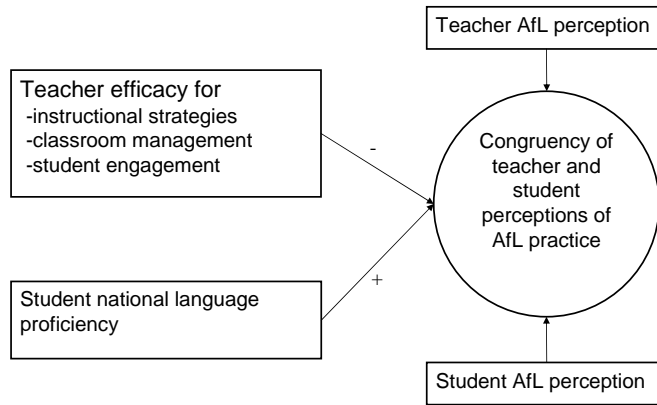 Teacher AfL perception
Teacher efficacy for
-instructional strategies
-classroom management
-student engagement
-
Congruency of
teacher and
student
perceptions of
AfL practice
+
Student national language
proficiency
Student AfL perception